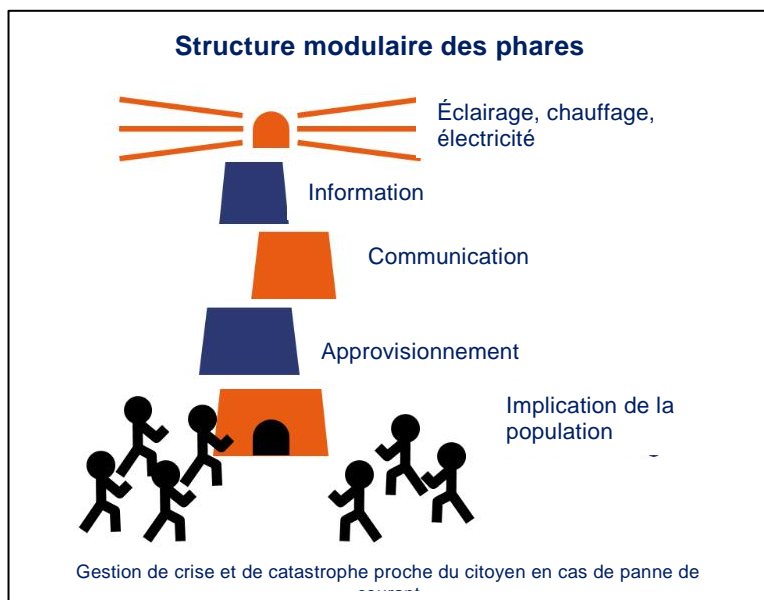 Structure modulaire des phares
Éclairage, chauffage,
électricité
Information
Communication
Approvisionnement
Implication de la
population
Gestion de crise et de catastrophe proche du citoyen en cas de panne de
courant